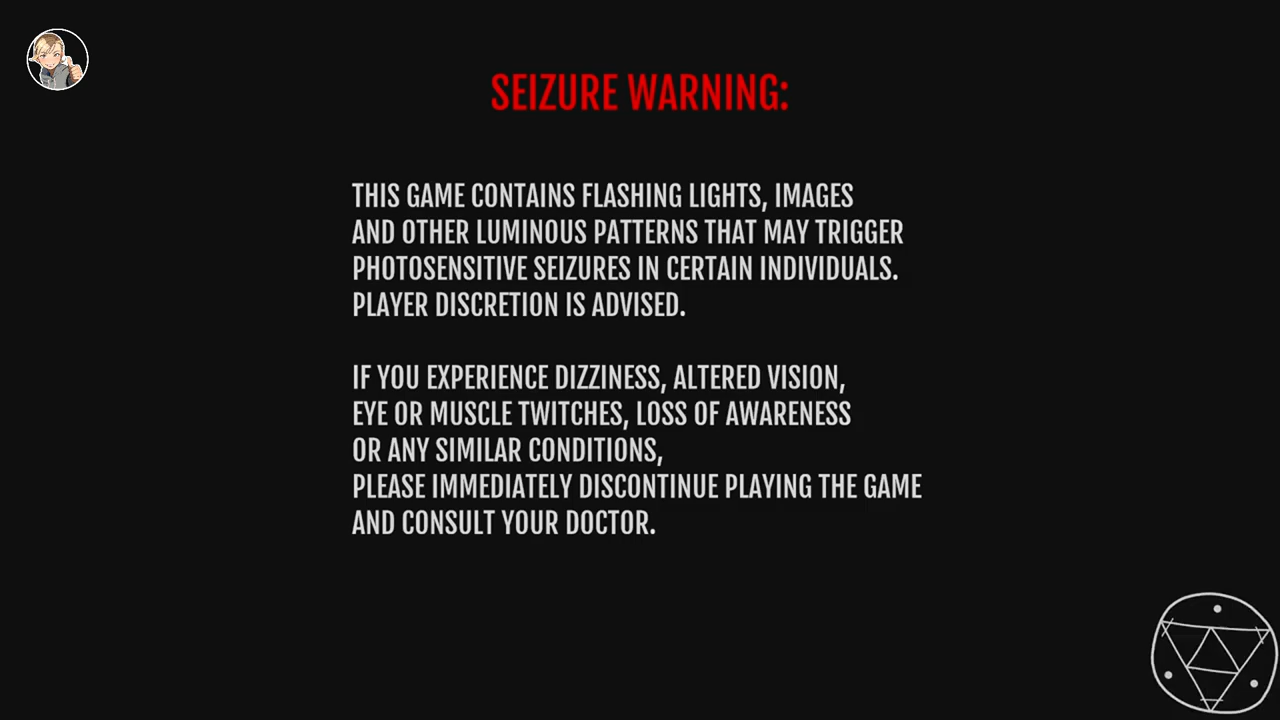 SEIZURE WARNING:
THIS GAME CONTAINS FLASHING LIGHTS, IMAGES
AND OTHER LUMINOUS PATTERNS THAT MAY TRIGGER
PHOTOSENSITIVE SEIZURES IN CERTAIN INDIVIDUALS.
PLAYER DISCRETION IS ADVISED.
IF YOU EXPERIENCE DIZZINESS, ALTERED VISION,
EYE OR MUSCLE TWITCHES, LOSS OF AWARENESS
OR ANY SIMILAR CONDITIONS,
PLEASE IMMEDIATELY DISCONTINUE PLAYING THE GAME
AND CONSULT YOUR DOCTOR.